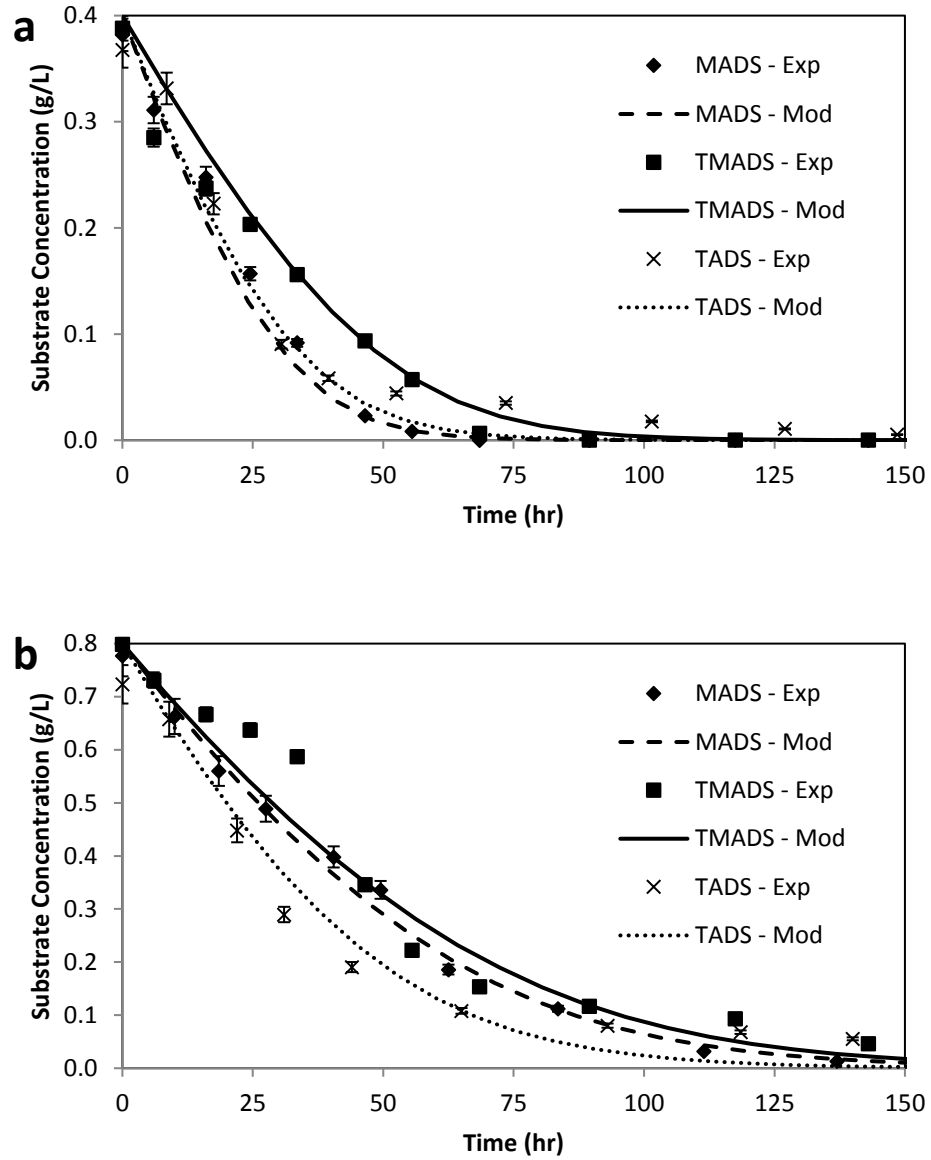 a
Substrate Concentration (g/L)
0.4
0.3
0.2
0.1
0.0
0
25
50
75
100
125
150
Time (hr)
MADS - Exp
MADS - Mod
TMADS - Exp
TMADS - Mod
TADS - Exp
TADS - Mod
b
Substrate Concentration (g/L)
0.8
0.7
0.6
0.5
0.4
0.3
0.2
0.1
0.0
0
25
50
75
100
125
150
Time (hr)
MADS - Exp
MADS - Mod
TMADS - Exp
TMADS - Mod
TADS - Exp
TADS - Mod